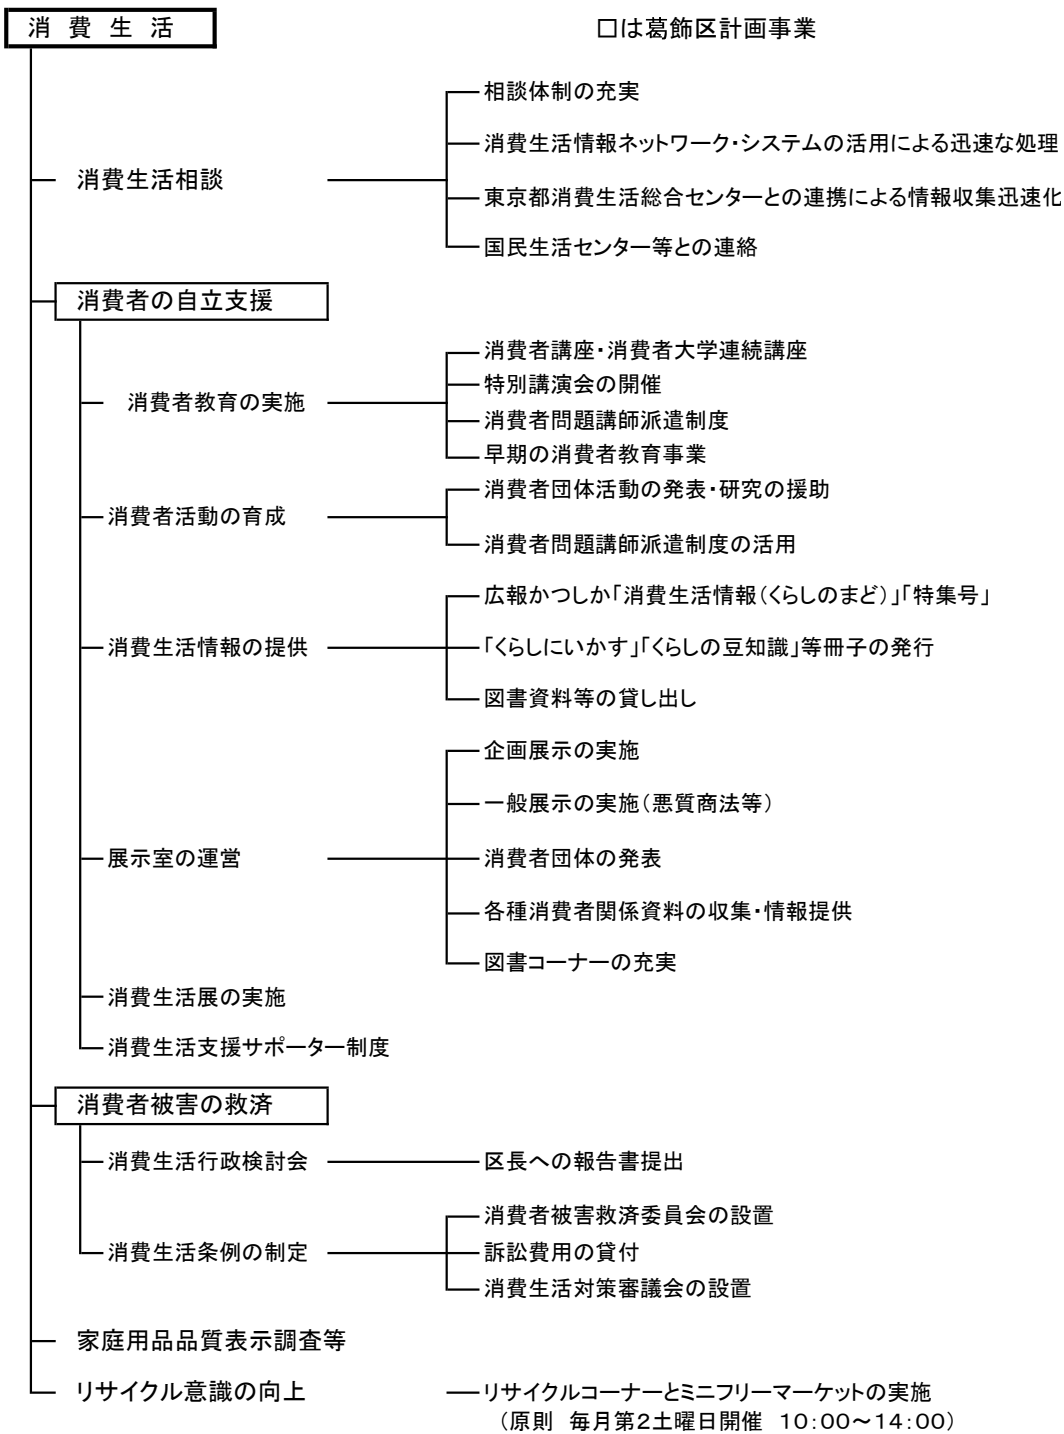 消 費 生 活
□は葛飾区計画事業
相談体制の充実
消費生活情報ネットワーク・システムの活用による迅速な処理
消費生活相談
東京都消費生活総合センターとの連携による情報収集迅速化
国民生活センター等との連絡
消費者の自立支援
消費者講座・消費者大学連続講座
特別講演会の開催
消費者教育の実施
消費者問題講師派遣制度
早期の消費者教育事業
消費者団体活動の発表・研究の援助
消費者活動の育成
消費者問題講師派遣制度の活用
広報かつしか「消費生活情報(くらしのまど)」「特集号」
消費生活情報の提供
「くらしにいかす」「くらしの豆知識」等冊子の発行
図書資料等の貸し出し
企画展示の実施
一般展示の実施(悪質商法等)
展示室の運営
消費者団体の発表
各種消費者関係資料の収集・情報提供
図書コーナーの充実
消費生活展の実施
消費生活支援サポーター制度
消費者被害の救済
消費生活行政検討会
区長への報告書提出
消費者被害救済委員会の設置
消費生活条例の制定
訴訟費用の貸付
消費生活対策審議会の設置
家庭用品品質表示調査等
リサイクル意識の向上
リサイクルコーナーとミニフリーマーケットの実施
(原則 毎月第2土曜日開催 10:00~14:00)